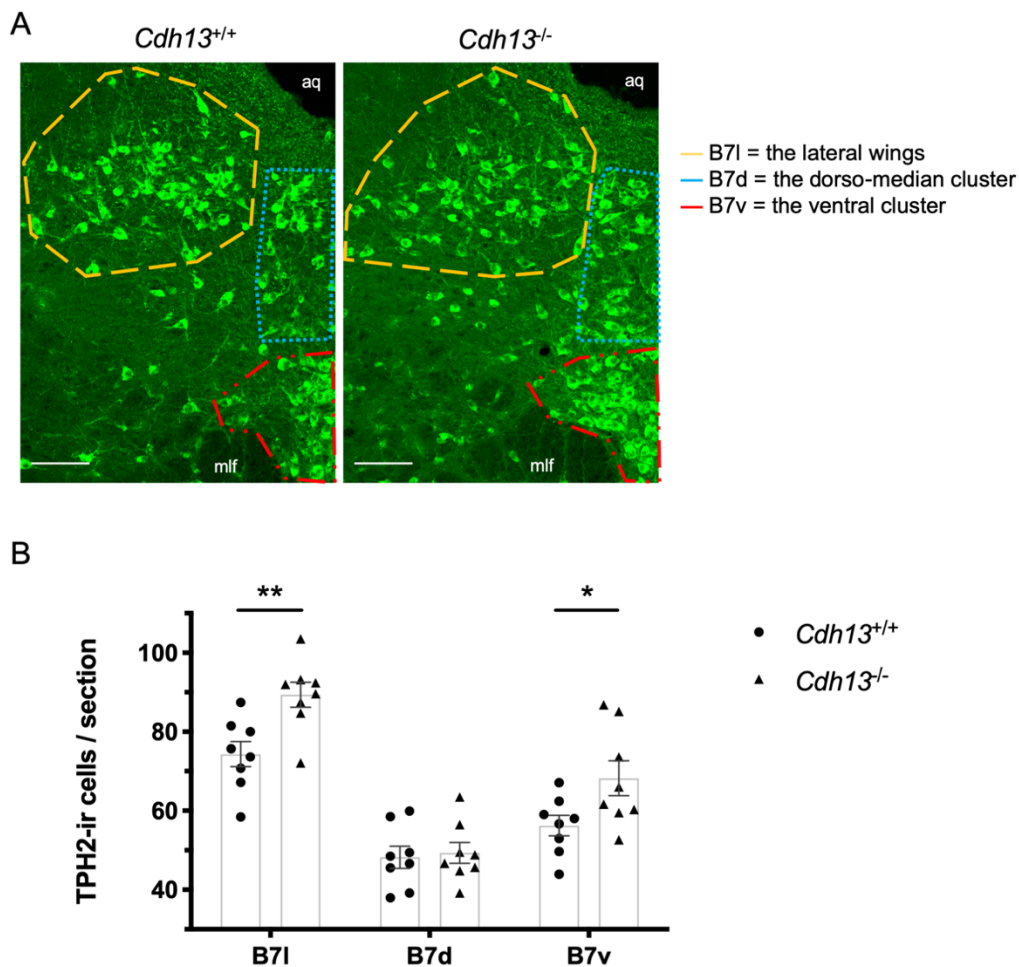 A
Cdh13+/+
Cdh13-/-
aq
aq
mlf
mlf
B7l = the lateral wings
B7d = the dorso-median cluster
B7v = the ventral cluster
B
**
*
TPH2-ir cells / section
100
80
60
40
B7l
B7d
B7v
Cdh13+/+
Cdh13-/-